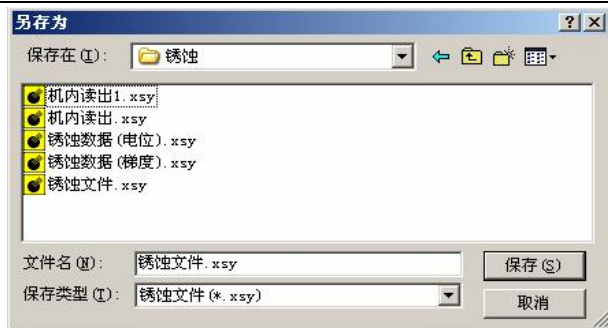 另存为
保存在(I): 锈蚀
机内读出1.xsy
机内读出.xsy
锈蚀数据(电位).xsy
锈蚀数据(梯度).xsy
锈蚀文件.xsy
文件名(N): 锈蚀文件.xsy 保存(S)
保存类型(T): 锈蚀文件(*.xsy) 取消